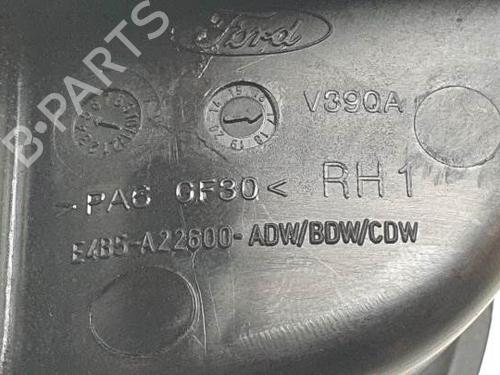 Ford
B-PARTS
V39QA
>PA6 GF30< RH1
E4B5-A22600-ADW/BDW/CDW